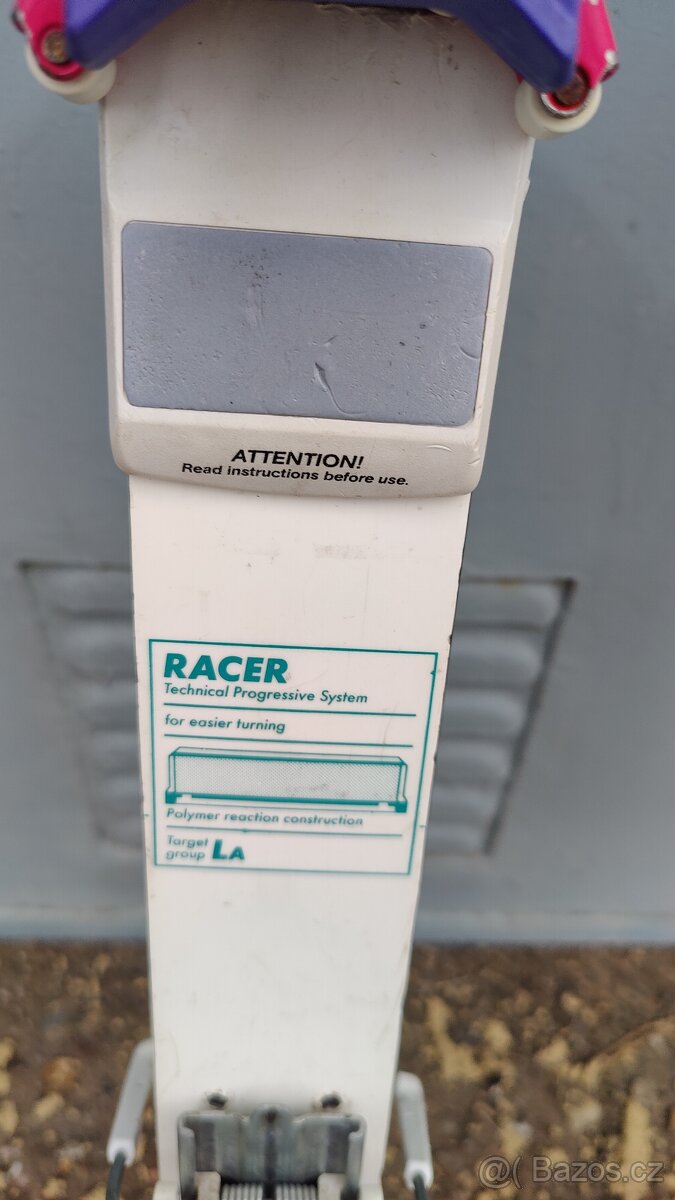 ATTENTION!
Read instructions before use.
RACER
Technical Progressive System
for easier turning
Polymer reaction construction
Target
group LA
@( Bazos.cz